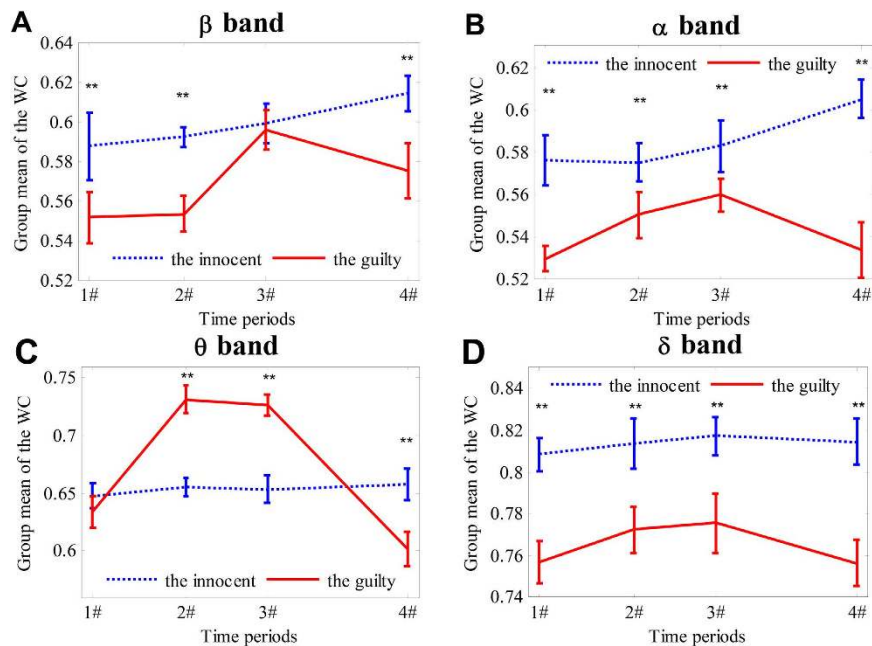 A
β band
Group mean of the WC
0.64
0.62
0.6
0.58
0.56
0.54
0.52
**
**
**
the innocent
the guilty
1#
2#
3#
4#
Time periods
B
α band
Group mean of the WC
0.62
0.6
0.58
0.56
0.54
0.52
the innocent
the guilty
**
**
**
**
1#
2#
3#
4#
Time periods
C
θ band
Group mean of the WC
0.75
0.7
0.65
0.6
**
**
**
the innocent
the guilty
1#
2#
3#
4#
Time periods
D
δ band
Group mean of the WC
0.84
0.82
0.8
0.78
0.76
0.74
the innocent
the guilty
**
**
**
**
1#
2#
3#
4#
Time periods